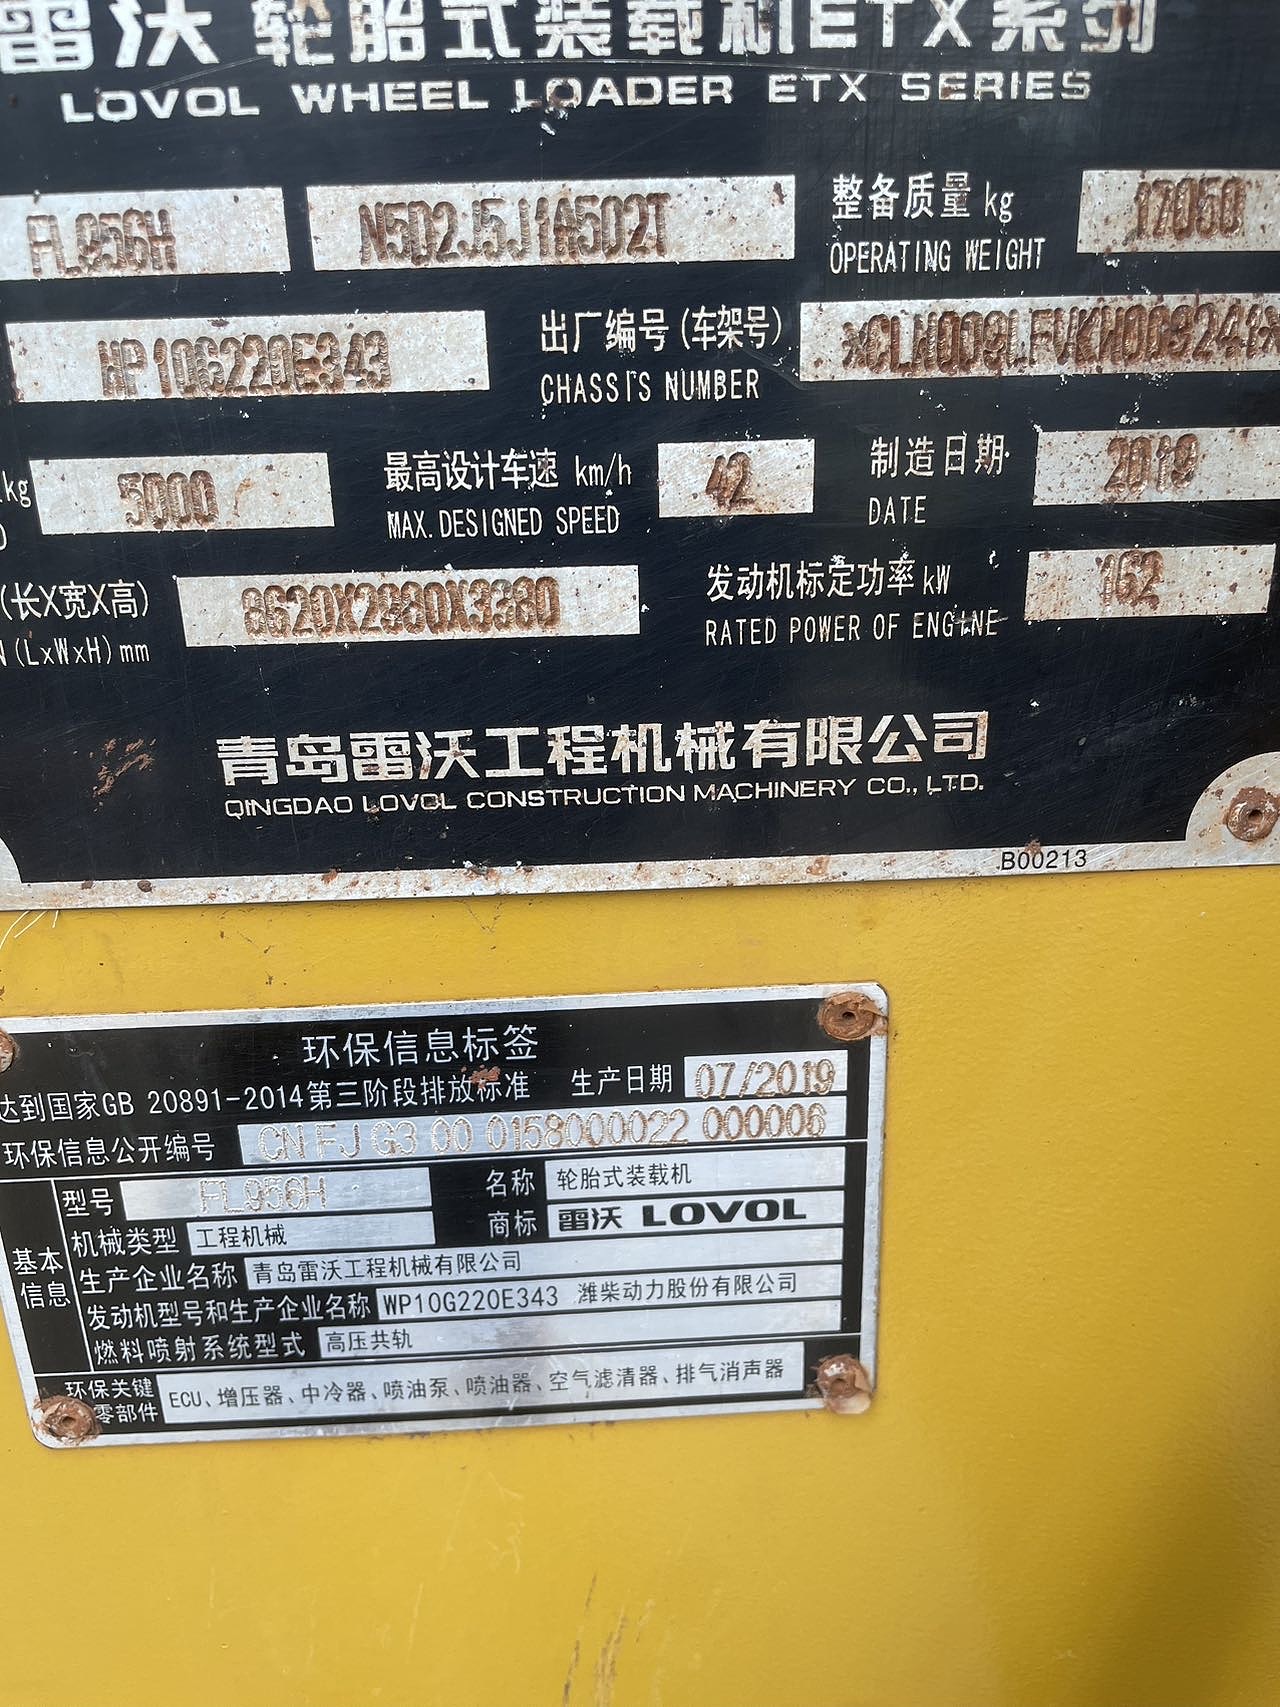 雷沃 轮胎式装载机ETX系列
LOVOL WHEEL LOADER ETX SERIES
FL956H N5D2J5J1A502T 整备质量 kg 17050
OPERATING WEIGHT
WP10G220E343 出厂编号(车架号)
CHASSIS NUMBER
kg 5000 最高设计车速 km/h 42 制造日期 2019
MAX. DESIGNED SPEED DATE
(长X宽X高) 发动机标定功率 kW 162
(LxWxH) mm RATED POWER OF ENGINE
青岛雷沃工程机械有限公司
QINGDAO LOVOL CONSTRUCTION MACHINERY CO., LTD.
B00213
环保信息标签
达到国家GB 20891-2014第三阶段排放标准 生产日期 07/2019
环保信息公开编号 CN FJ G3 00 0158000022 000006
基本信息
型号 FL956H 名称 轮胎式装载机
机械类型 工程机械 商标 雷沃 LOVOL
生产企业名称 青岛雷沃工程机械有限公司
发动机型号和生产企业名称 WP10G220E343 潍柴动力股份有限公司
燃料喷射系统型式 高压共轨
环保关键零部件 ECU、增压器、中冷器、喷油泵、喷油器、空气滤清器、排气消声器